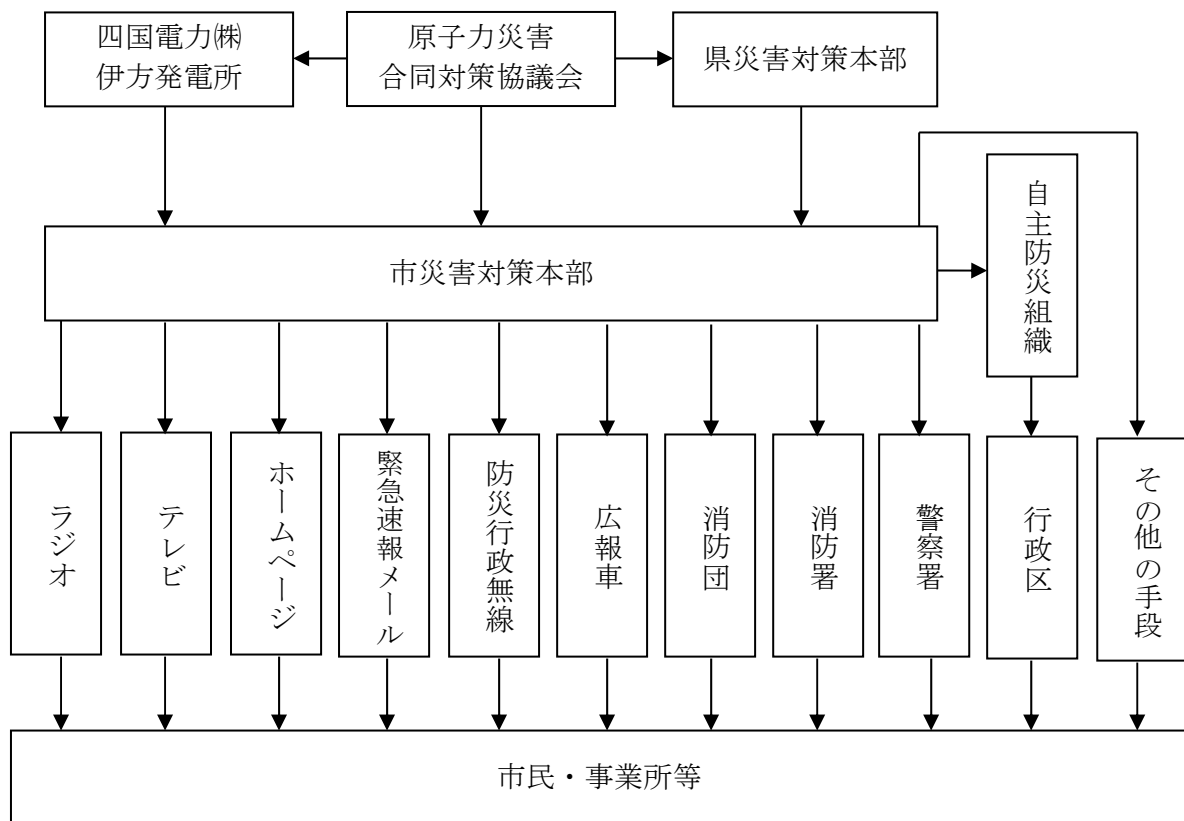 四国電力㈱
伊方発電所
原子力災害
合同対策協議会
県災害対策本部
自主防災組織
市災害対策本部
ラジオ
テレビ
ホームページ
緊急速報メール
防災行政無線
広報車
消防団
消防署
警察署
行政区
その他の手段
市民・事業所等